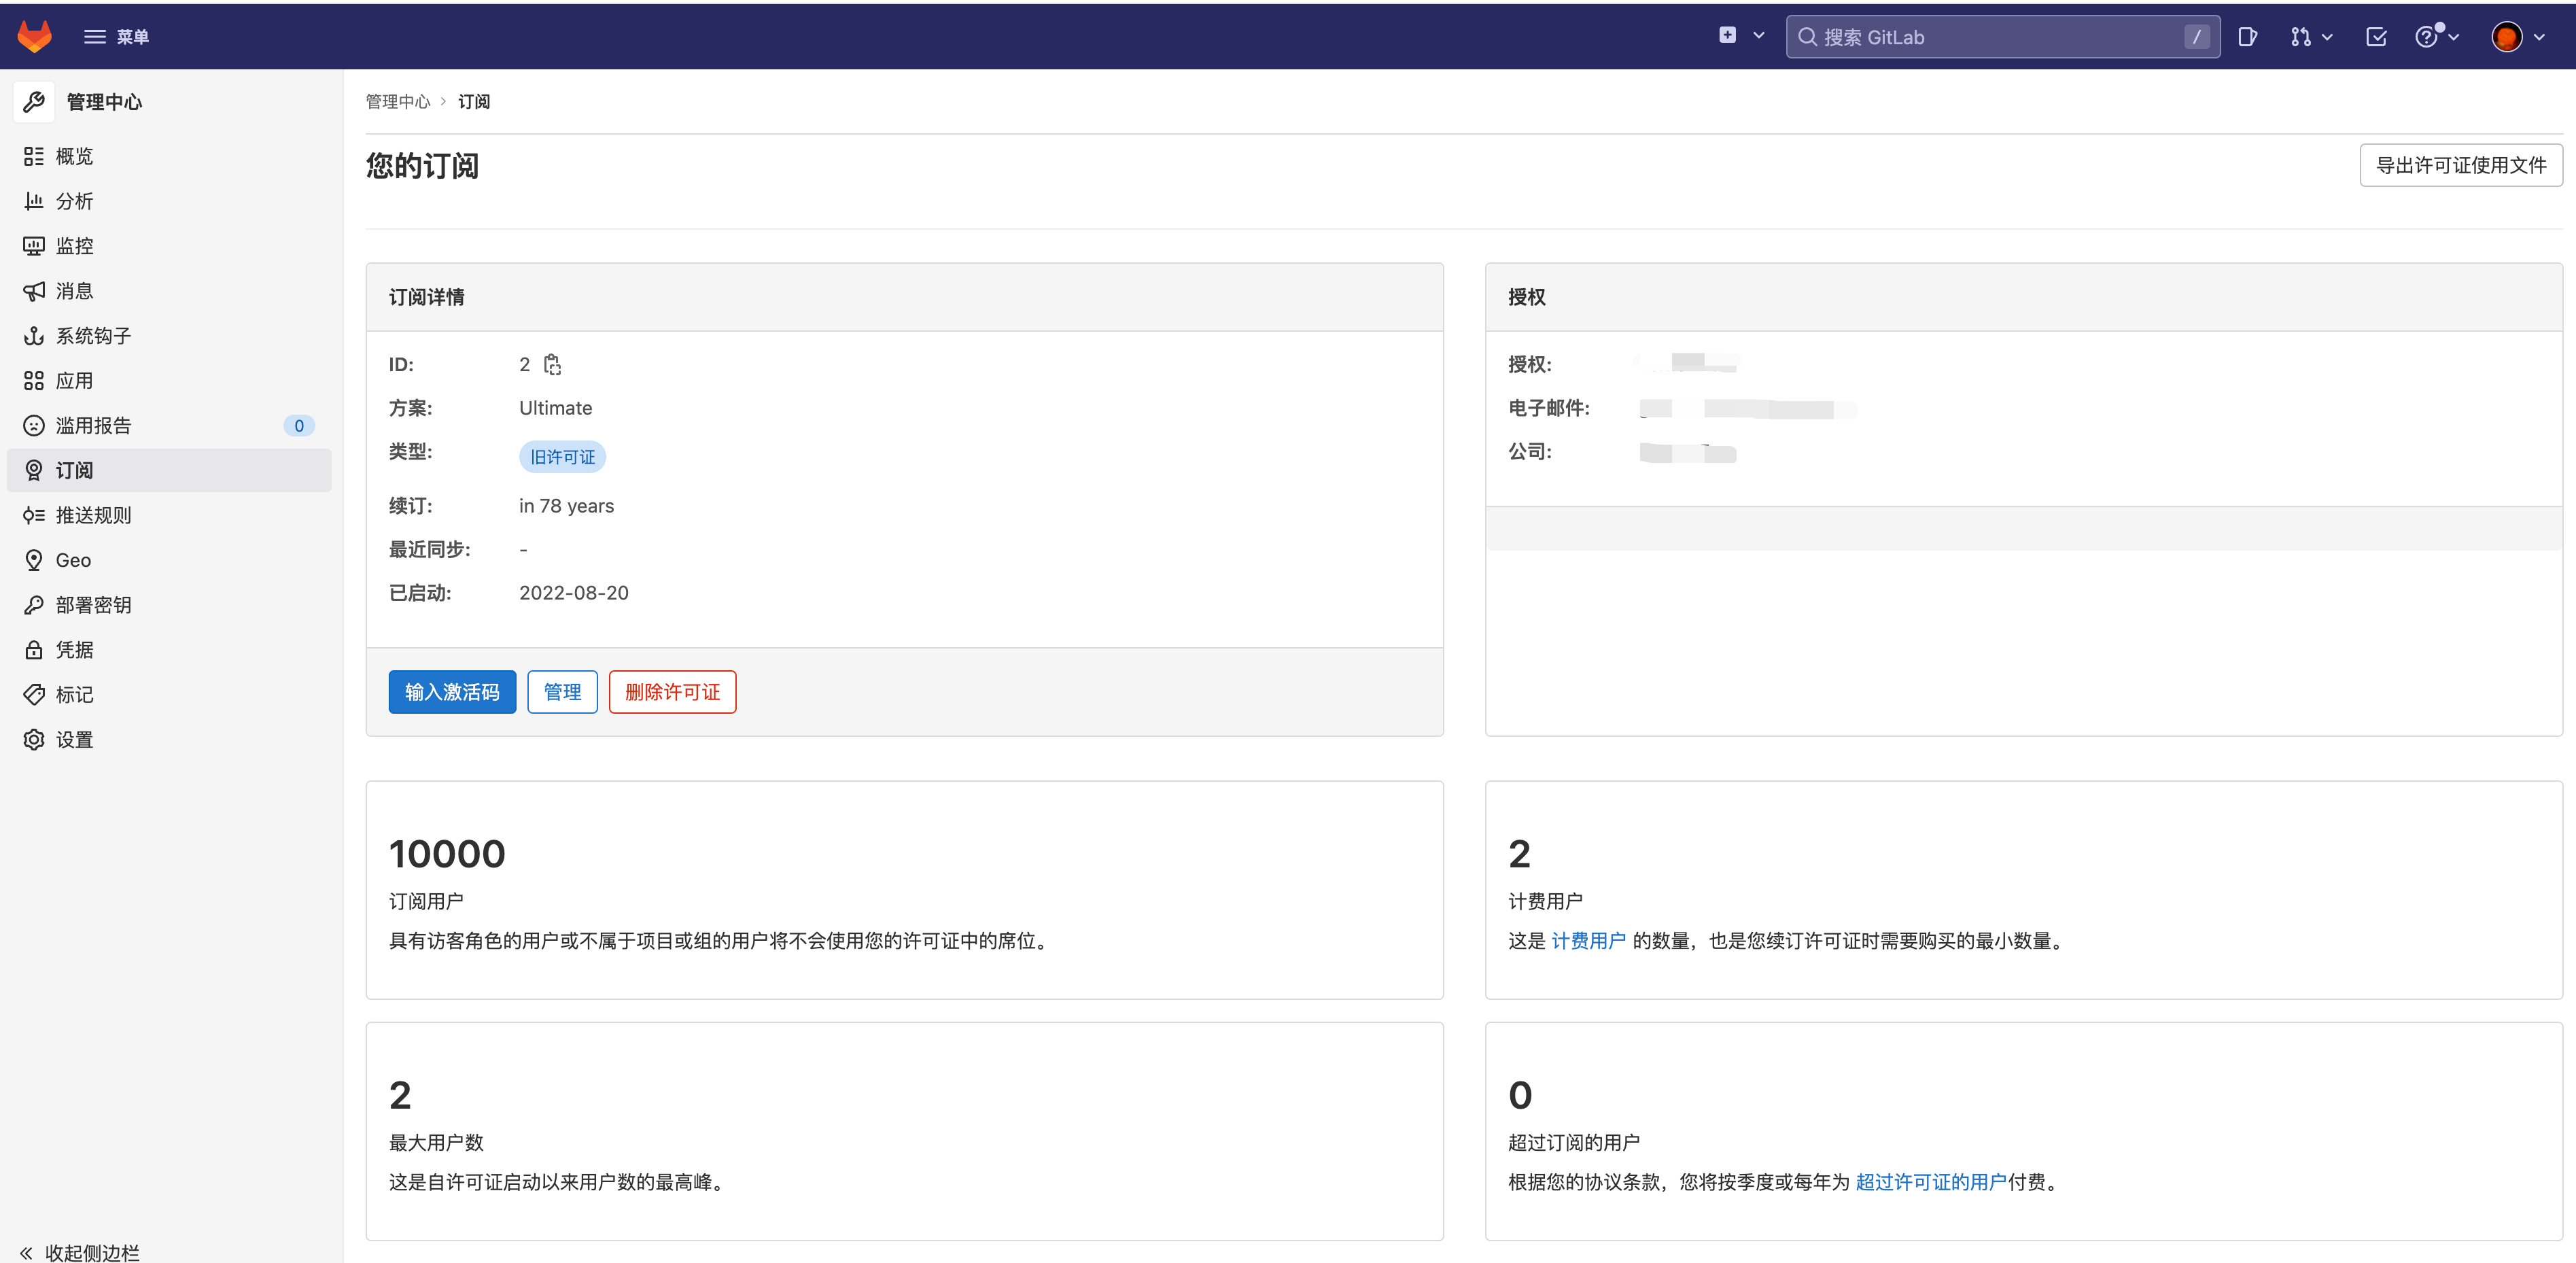 菜单
搜索 GitLab
/
管理中心
概览
分析
监控
消息
系统钩子
应用
滥用报告 0
订阅
推送规则
Geo
部署密钥
凭据
标记
设置
收起侧边栏
管理中心 > 订阅
您的订阅
导出许可证使用文件
订阅详情
ID: 2
方案: Ultimate
类型: 旧许可证
续订: in 78 years
最近同步: -
已启动: 2022-08-20
输入激活码 管理 删除许可证
授权
授权:
电子邮件:
公司:
10000
订阅用户
具有访客角色的用户或不属于项目或组的用户将不会使用您的许可证中的席位。
2
计费用户
这是 计费用户 的数量，也是您续订许可证时需要购买的最小数量。
2
最大用户数
这是自许可证启动以来用户数的最高峰。
0
超过订阅的用户
根据您的协议条款，您将按季度或每年为 超过许可证的用户付费。